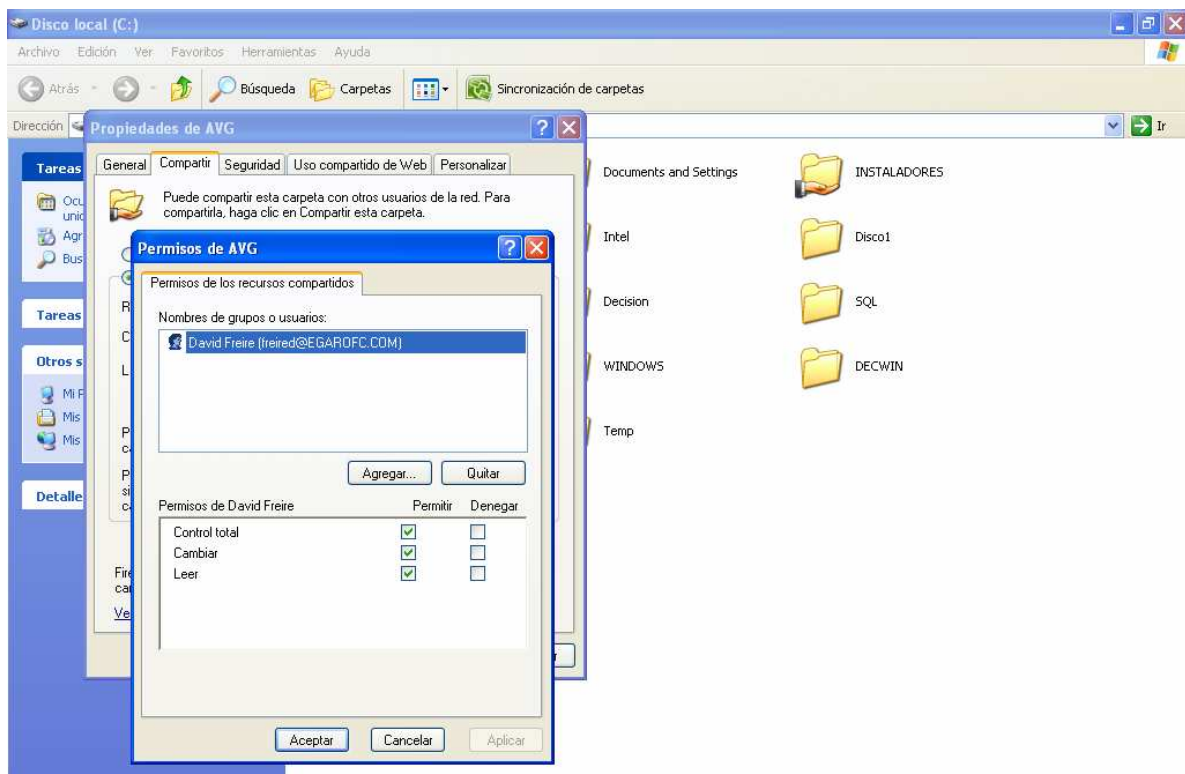 Disco local (C:)
Archivo Edición Ver Favoritos Herramientas Ayuda
Atrás Búsqueda Carpetas Sincronización de carpetas
Dirección Ir
Propiedades de AVG
General Compartir Seguridad Uso compartido de Web Personalizar
Puede compartir esta carpeta con otros usuarios de la red. Para
compartirla, haga clic en Compartir esta carpeta.
Permisos de AVG
Permisos de los recursos compartidos
Nombres de grupos o usuarios:
David Freire (freired@EGAROFC.COM)
Agregar... Quitar
Permisos de David Freire Permitir Denegar
Control total
Cambiar
Leer
Aceptar Cancelar Aplicar
Tareas
Tareas
Otros s
Mi P
Mis
Mis
Detalle
Documents and Settings INSTALADORES
Intel Disco1
Decision SQL
WINDOWS DECWIN
Temp